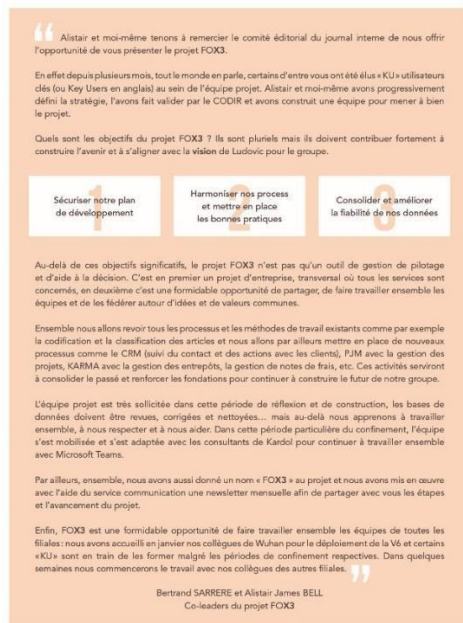 Alistair et moi-même tenons à remercier le comité éditorial du journal interne de nous offrir
l'opportunité de vous présenter le projet FOX3.
En effet depuis plusieurs mois, tout le monde en parle, certains d'entre vous ont été élus « KU » utilisateurs
clés (ou Key Users en anglais) au sein de l'équipe projet. Alistair et moi-même avons progressivement
défini la stratégie, l'avons fait valider par le CODIR et avons construit une équipe pour mener à bien
le projet.
Quels sont les objectifs du projet FOX3 ? Ils sont pluriels mais ils doivent contribuer fortement à
construire l'avenir et à s'aligner avec la vision de Ludovic pour le groupe.
1
Sécuriser notre plan
de développement
2
Harmoniser nos process
et mettre en place
les bonnes pratiques
3
Consolider et améliorer
la fiabilité de nos données
Au-delà de ces objectifs significatifs, le projet FOX3 n'est pas qu'un outil de gestion de pilotage
et d'aide à la décision. C'est en premier un projet d'entreprise, transversal où tous les services sont
concernés, en deuxième c'est une formidable opportunité de partager, de faire travailler ensemble les
équipes et de les fédérer autour d'idées et de valeurs communes.
Ensemble nous allons revoir tous les processus et les méthodes de travail existants comme par exemple
la codification et la classification des articles et nous allons par ailleurs mettre en place de nouveaux
processus comme le CRM (suivi du contact et des actions avec les clients), PJM avec la gestion des
projets, KARMA avec la gestion des entrepôts, la gestion de notes de frais, etc. Ces activités serviront
à consolider le passé et renforcer les fondations pour continuer à construire le futur de notre groupe.
L'équipe projet est très sollicitée dans cette période de réflexion et de construction, les bases de
données doivent être revues, corrigées et nettoyées... mais au-delà nous apprenons à travailler
ensemble, à nous respecter et à nous aider. Dans cette période particulière du confinement, l'équipe
s'est mobilisée et s'est adaptée avec les consultants de Kardol pour continuer à travailler ensemble
avec Microsoft Teams.
Par ailleurs, ensemble, nous avons aussi donné un nom « FOX3 » au projet et nous avons mis en œuvre
avec l'aide du service communication une newsletter mensuelle afin de partager avec vous les étapes
et l'avancement du projet.
Enfin, FOX3 est une formidable opportunité de faire travailler ensemble les équipes de toutes les
filiales : nous avons accueilli en janvier nos collègues de Wuhan pour le déploiement de la V6 et certains
«KU» sont en train de les former malgré les périodes de confinement respectives. Dans quelques
semaines nous commencerons le travail avec nos collègues des autres filiales.
Bertrand SARRERE et Alistair James BELL
Co-leaders du projet FOX3